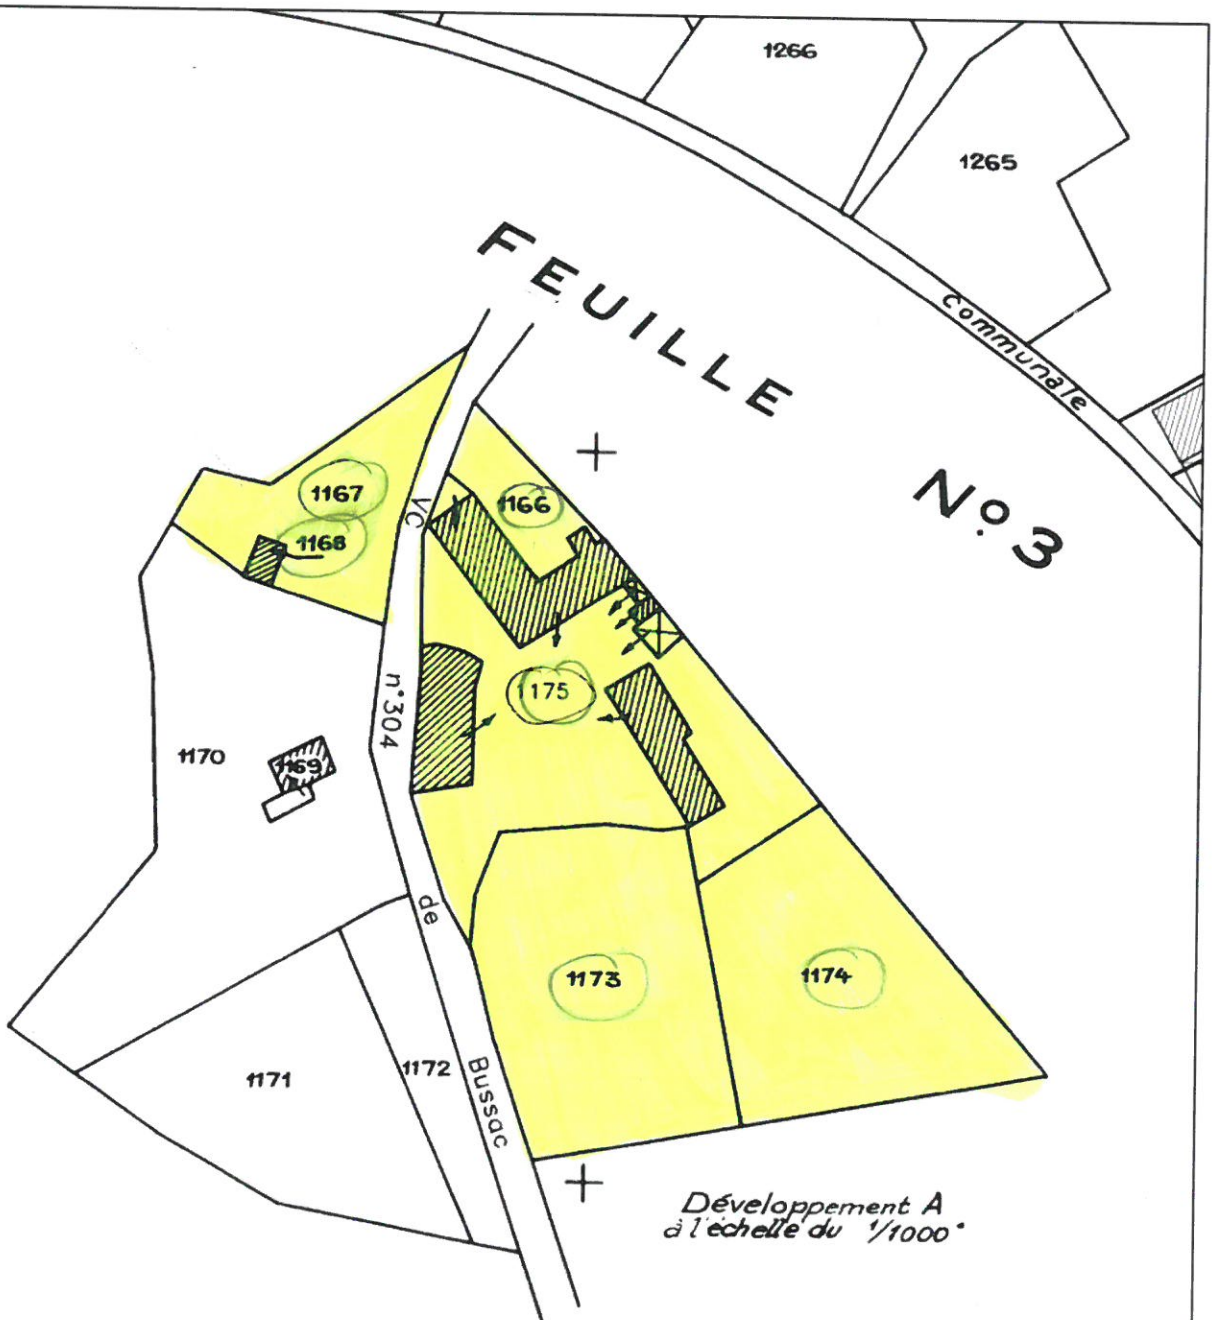 1266
1265
FEUILLE
Communale
N° 3
1167
1166
VC
1168
n° 304
1175
1170
1169
de
1173
1174
1171
1172
Bussac
Développement A
à l'échelle du 1/1000°